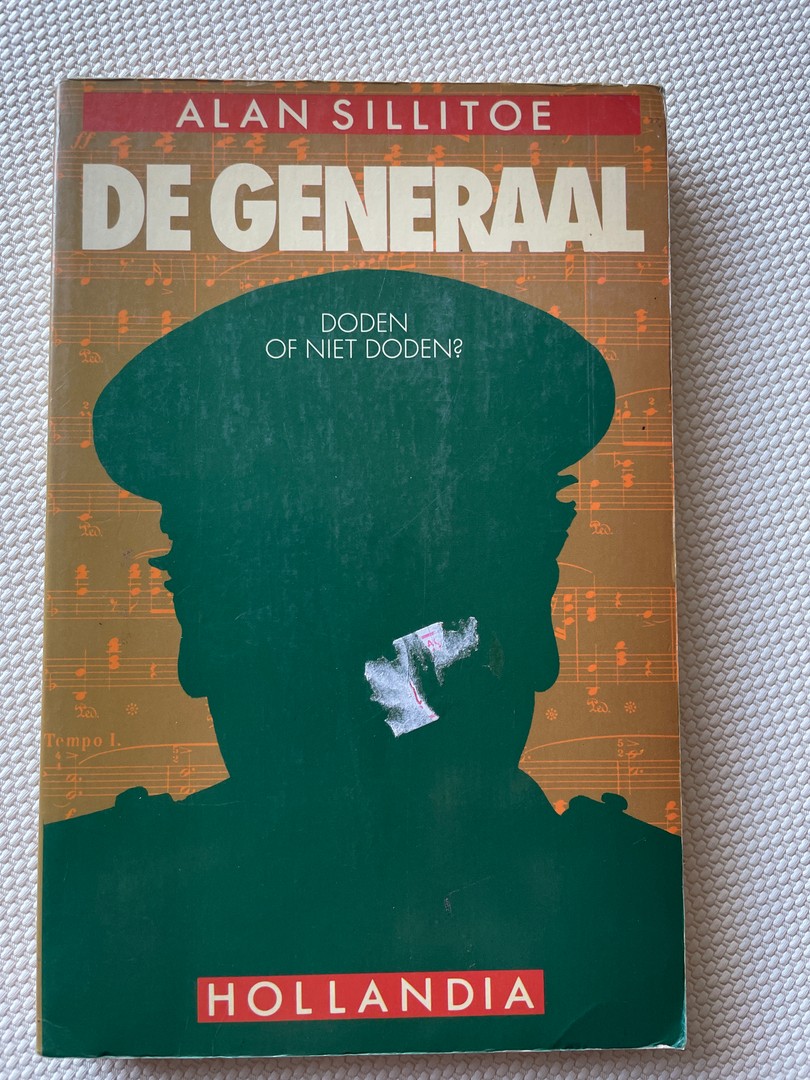 ALAN SILLITOE
DE GENERAAL
DODEN
OF NIET DODEN?
Tempo I.
HOLLANDIA